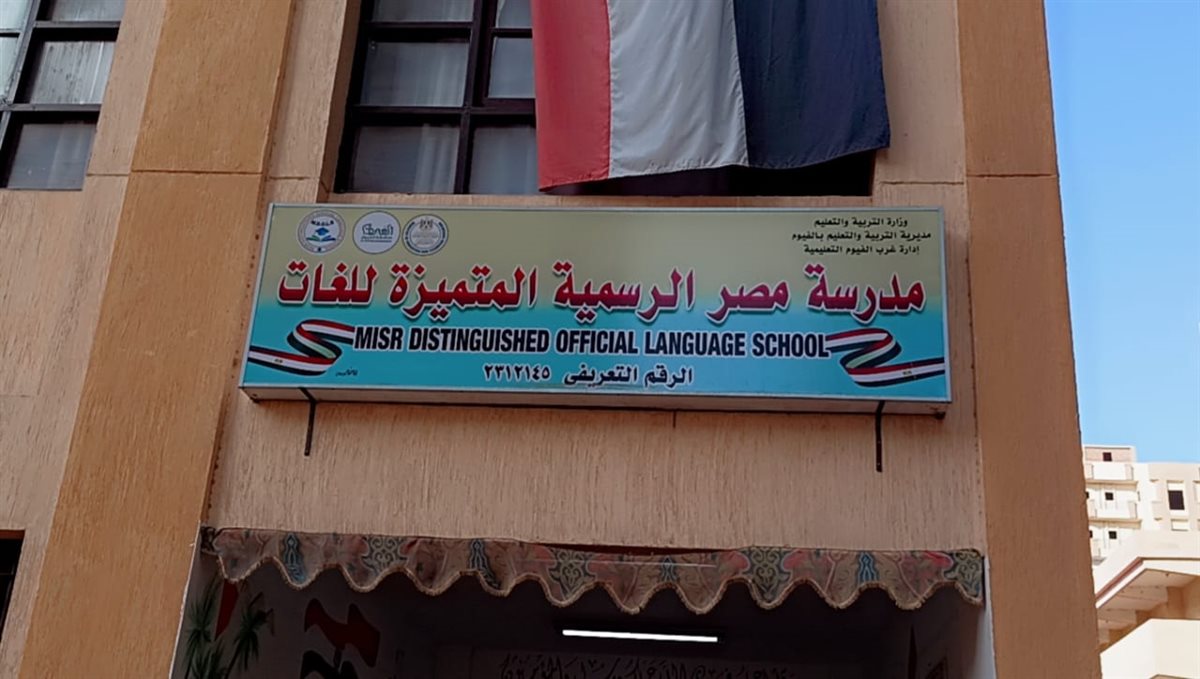 وزارة التربية والتعليم
مديرية التربية والتعليم بالفيوم
إدارة غرب الفيوم التعليمية
مدرسة مصر الرسمية المتميزة للغات
MISR DISTINGUISHED OFFICIAL LANGUAGE SCHOOL
الرقم التعريفى ٢٣١٢١٤٥